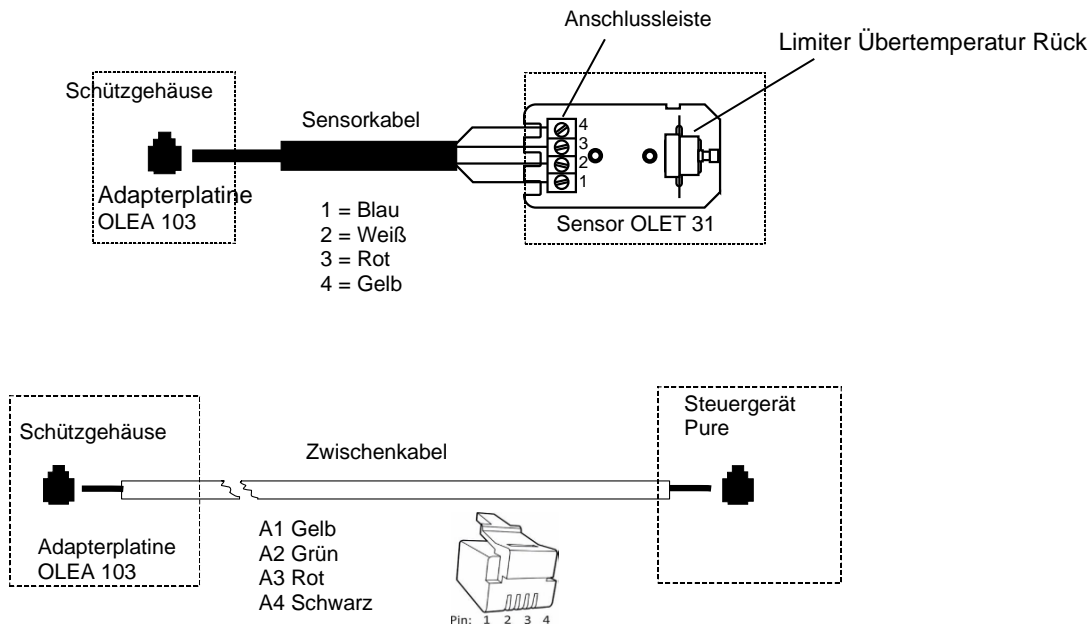 Anschlussleiste
Limiter Übertemperatur Rück
Schützgehäuse
Sensorkabel
4
3
2
1
Adapterplatine
OLEA 103
1 = Blau
2 = Weiß
3 = Rot
4 = Gelb
Sensor OLET 31
Schützgehäuse
Zwischenkabel
Steuergerät
Pure
Adapterplatine
OLEA 103
A1 Gelb
A2 Grün
A3 Rot
A4 Schwarz
Pin: 1 2 3 4